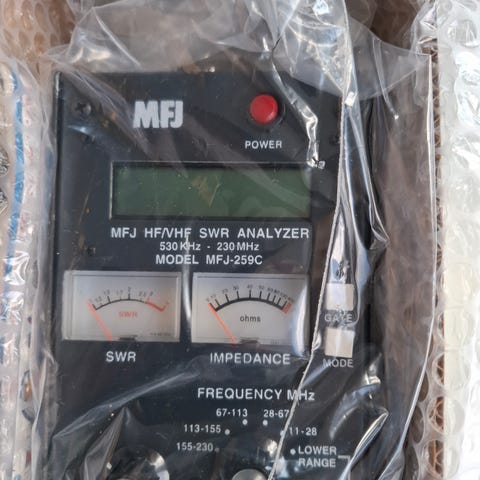 MFJ
POWER
MFJ HF/VHF SWR ANALYZER
530 KHz - 230 MHz
MODEL MFJ-259C
SWR
ohms
GATE
SWR
IMPEDANCE
MODE
FREQUENCY MHz
67-113
28-67
113-155
11-28
155-230
LOWER
RANGE